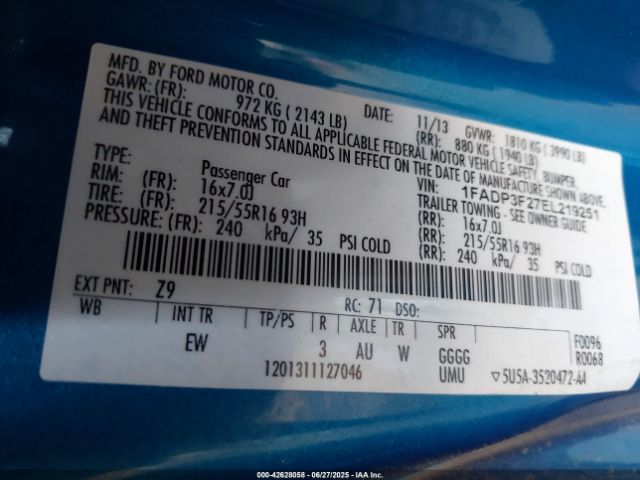 MFD. BY FORD MOTOR CO.
DATE: 11/13 GVWR: 1810 KG ( 3990 LB)
GAWR: (FR): 972 KG ( 2143 LB) (RR): 880 KG ( 1940 LB)
THIS VEHICLE CONFORMS TO ALL APPLICABLE FEDERAL MOTOR VEHICLE SAFETY, BUMPER,
AND THEFT PREVENTION STANDARDS IN EFFECT ON THE DATE OF MANUFACTURE SHOWN ABOVE.
VIN: 1FADP3F27EL219251
TYPE: Passenger Car TRAILER TOWING - SEE OWNER GUIDE
RIM: (FR): 16x7.0J (RR): 16x7.0J
TIRE: (FR): 215/55R16 93H (RR): 215/55R16 93H
PRESSURE: (FR): 240 kPa/ 35 PSI COLD (RR): 240 kPa/ 35 PSI COLD
EXT PNT: Z9 RC: 71 DSO:
WB INT TR TP/PS R AXLE TR SPR F0096
EW 3 AU W GGGG R0068
1201311127046 UMU ▽5U5A-3520472-AA
000-42628058 - 06/27/2025 - IAA Inc.